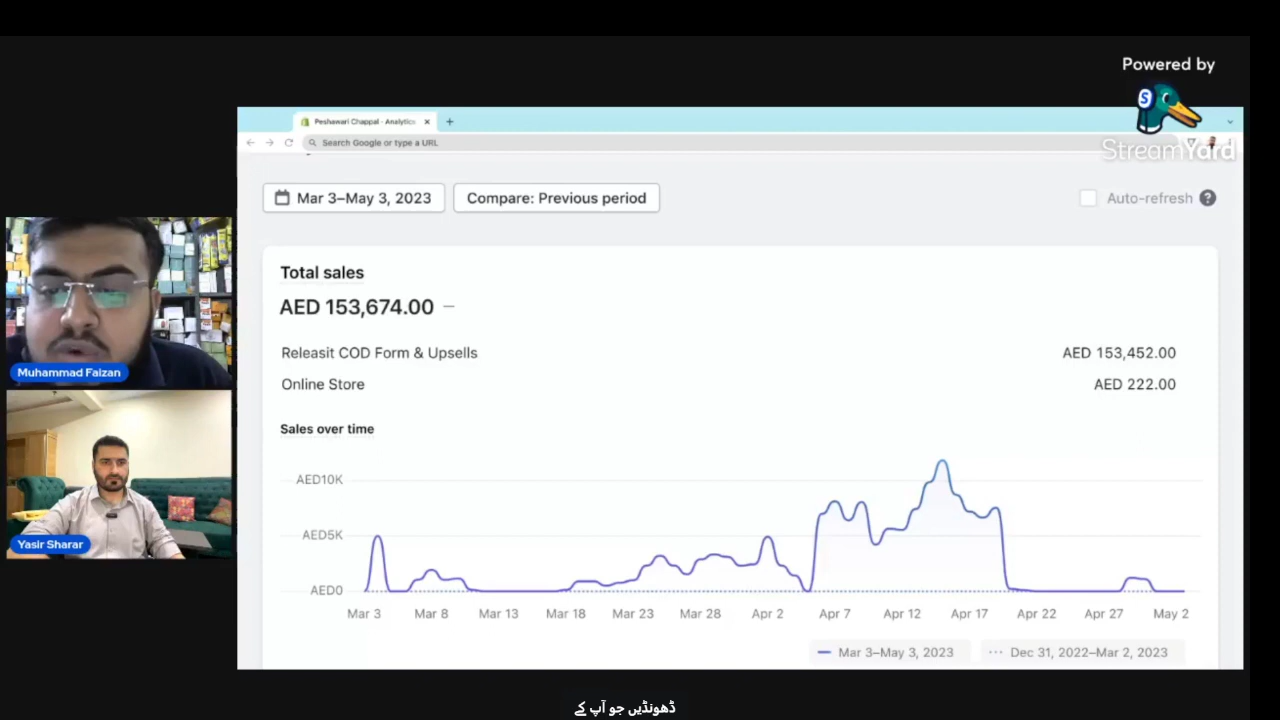 Powered by
StreamYard
Peshawari Chappal · Analytics
Search Google or type a URL
Mar 3–May 3, 2023
Compare: Previous period
Auto-refresh
Total sales
AED 153,674.00 –
Releasit COD Form & Upsells AED 153,452.00
Online Store AED 222.00
Sales over time
AED10K
AED5K
AED0
Mar 3 Mar 8 Mar 13 Mar 18 Mar 23 Mar 28 Apr 2 Apr 7 Apr 12 Apr 17 Apr 22 Apr 27 May 2
Mar 3–May 3, 2023 Dec 31, 2022–Mar 2, 2023
Muhammad Faizan
Yasir Sharar
ڈھونڈیں جو آپ کے